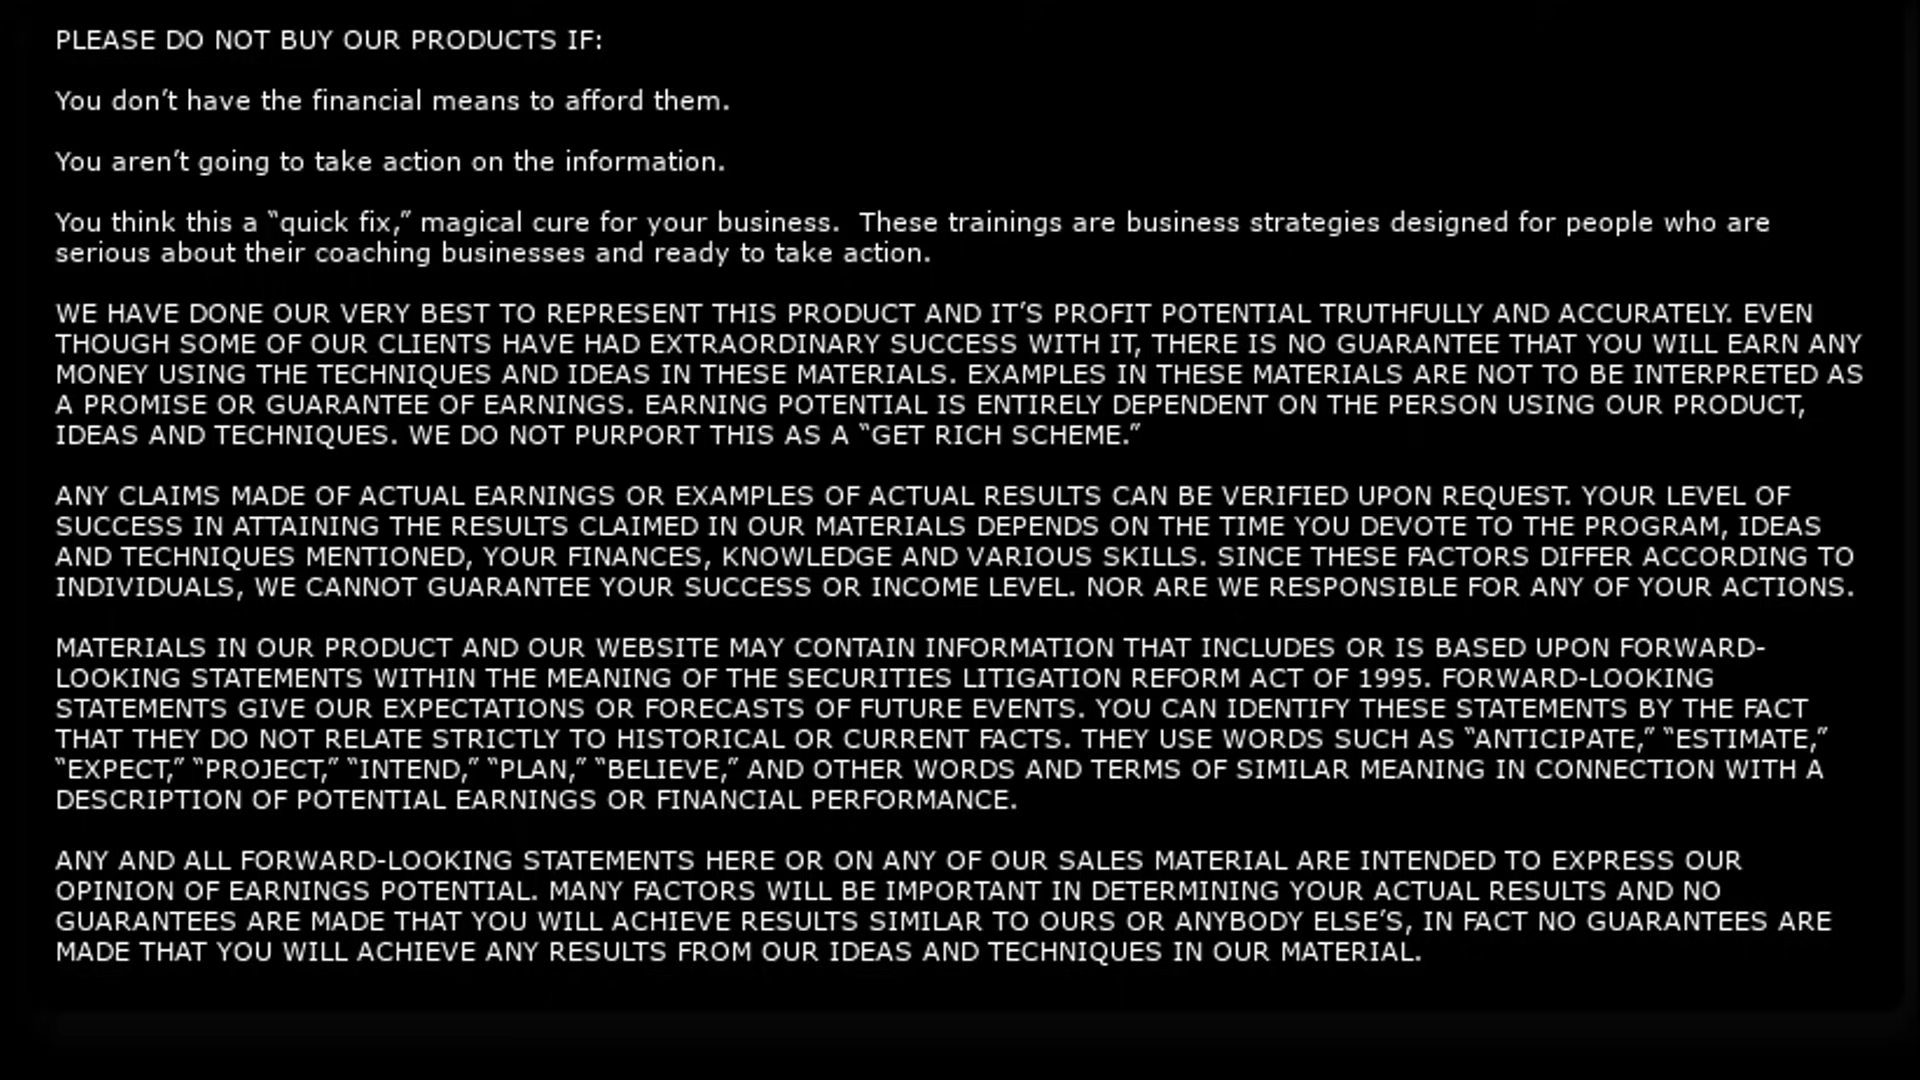 PLEASE DO NOT BUY OUR PRODUCTS IF:
You don’t have the financial means to afford them.
You aren’t going to take action on the information.
You think this a “quick fix,” magical cure for your business.  These trainings are business strategies designed for people who are
serious about their coaching businesses and ready to take action.
WE HAVE DONE OUR VERY BEST TO REPRESENT THIS PRODUCT AND IT’S PROFIT POTENTIAL TRUTHFULLY AND ACCURATELY. EVEN
THOUGH SOME OF OUR CLIENTS HAVE HAD EXTRAORDINARY SUCCESS WITH IT, THERE IS NO GUARANTEE THAT YOU WILL EARN ANY
MONEY USING THE TECHNIQUES AND IDEAS IN THESE MATERIALS. EXAMPLES IN THESE MATERIALS ARE NOT TO BE INTERPRETED AS
A PROMISE OR GUARANTEE OF EARNINGS. EARNING POTENTIAL IS ENTIRELY DEPENDENT ON THE PERSON USING OUR PRODUCT,
IDEAS AND TECHNIQUES. WE DO NOT PURPORT THIS AS A “GET RICH SCHEME.”
ANY CLAIMS MADE OF ACTUAL EARNINGS OR EXAMPLES OF ACTUAL RESULTS CAN BE VERIFIED UPON REQUEST. YOUR LEVEL OF
SUCCESS IN ATTAINING THE RESULTS CLAIMED IN OUR MATERIALS DEPENDS ON THE TIME YOU DEVOTE TO THE PROGRAM, IDEAS
AND TECHNIQUES MENTIONED, YOUR FINANCES, KNOWLEDGE AND VARIOUS SKILLS. SINCE THESE FACTORS DIFFER ACCORDING TO
INDIVIDUALS, WE CANNOT GUARANTEE YOUR SUCCESS OR INCOME LEVEL. NOR ARE WE RESPONSIBLE FOR ANY OF YOUR ACTIONS.
MATERIALS IN OUR PRODUCT AND OUR WEBSITE MAY CONTAIN INFORMATION THAT INCLUDES OR IS BASED UPON FORWARD-
LOOKING STATEMENTS WITHIN THE MEANING OF THE SECURITIES LITIGATION REFORM ACT OF 1995. FORWARD-LOOKING
STATEMENTS GIVE OUR EXPECTATIONS OR FORECASTS OF FUTURE EVENTS. YOU CAN IDENTIFY THESE STATEMENTS BY THE FACT
THAT THEY DO NOT RELATE STRICTLY TO HISTORICAL OR CURRENT FACTS. THEY USE WORDS SUCH AS “ANTICIPATE,” “ESTIMATE,”
“EXPECT,” “PROJECT,” “INTEND,” “PLAN,” “BELIEVE,” AND OTHER WORDS AND TERMS OF SIMILAR MEANING IN CONNECTION WITH A
DESCRIPTION OF POTENTIAL EARNINGS OR FINANCIAL PERFORMANCE.
ANY AND ALL FORWARD-LOOKING STATEMENTS HERE OR ON ANY OF OUR SALES MATERIAL ARE INTENDED TO EXPRESS OUR
OPINION OF EARNINGS POTENTIAL. MANY FACTORS WILL BE IMPORTANT IN DETERMINING YOUR ACTUAL RESULTS AND NO
GUARANTEES ARE MADE THAT YOU WILL ACHIEVE RESULTS SIMILAR TO OURS OR ANYBODY ELSE’S, IN FACT NO GUARANTEES ARE
MADE THAT YOU WILL ACHIEVE ANY RESULTS FROM OUR IDEAS AND TECHNIQUES IN OUR MATERIAL.